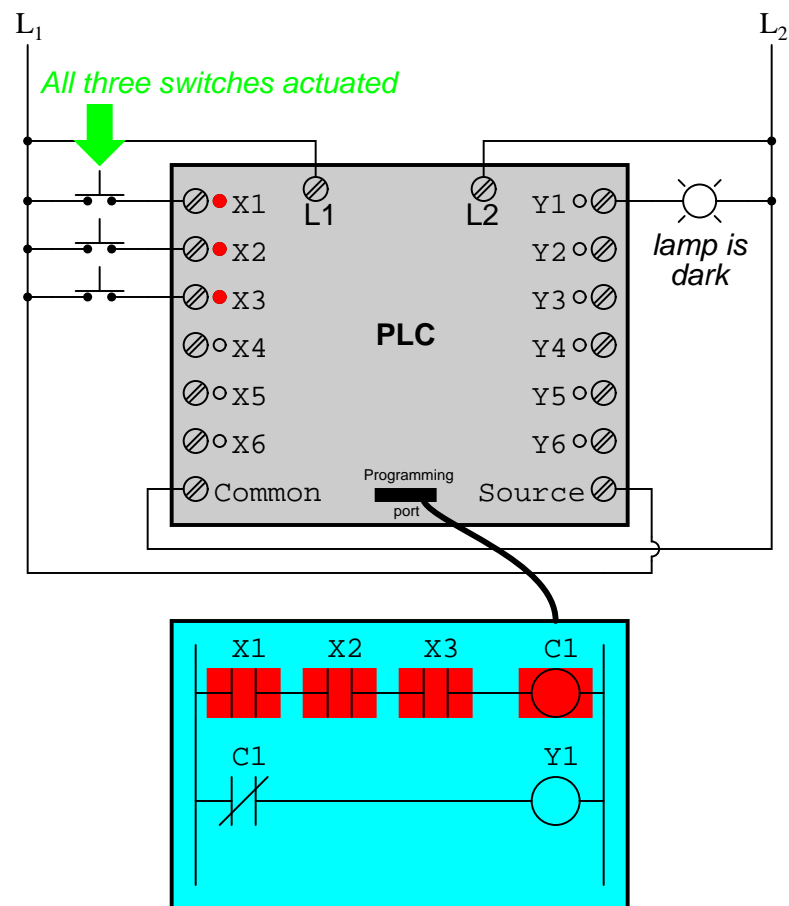 L1 L2
All three switches actuated
X1 L1 L2 Y1
X2 Y2
lamp is
dark
X3 Y3
PLC
X4 Y4
X5 Y5
X6 Y6
Common Programming port Source
X1 X2 X3 C1
C1 Y1